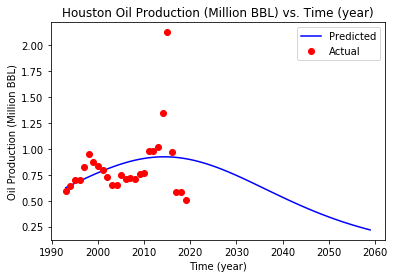 Houston Oil Production (Million BBL) vs. Time (year)
Predicted
Actual
Oil Production (Million BBL)
2.00
1.75
1.50
1.25
1.00
0.75
0.50
0.25
1990 2000 2010 2020 2030 2040 2050 2060
Time (year)